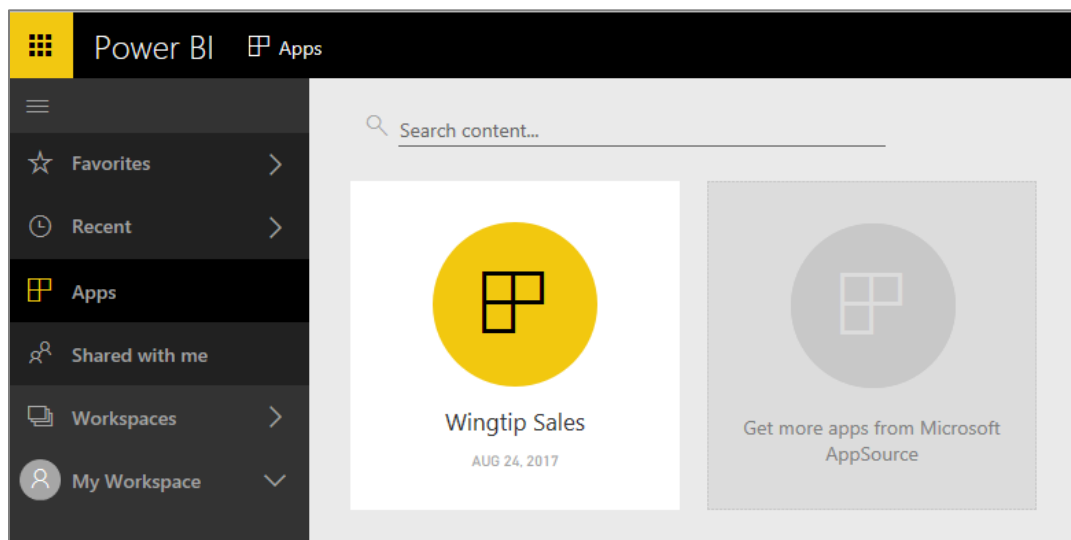 Power BI Apps
Search content...
Favorites
Recent
Apps
Shared with me
Workspaces
My Workspace
Wingtip Sales
AUG 24, 2017
Get more apps from Microsoft
AppSource